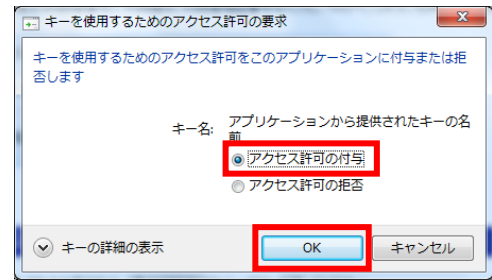 キーを使用するためのアクセス許可の要求
キーを使用するためのアクセス許可をこのアプリケーションに付与または拒
否します
キー名: アプリケーションから提供されたキーの名
前
アクセス許可の付与
アクセス許可の拒否
キーの詳細の表示 OK キャンセル